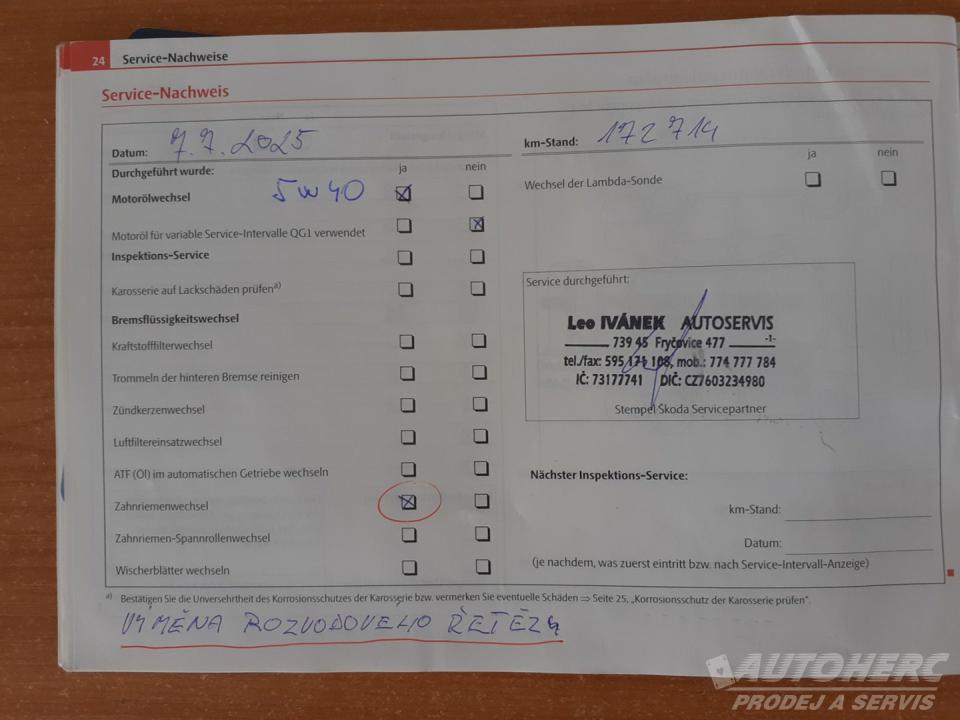 24 Service-Nachweise
Service-Nachweis
Datum: 7.7.2025
km-Stand: 172 714
Durchgeführt wurde: ja nein
ja nein
Motorölwechsel 5W40
Wechsel der Lambda-Sonde
Motoröl für variable Service-Intervalle QG1 verwendet
Inspektions-Service
Karosserie auf Lackschäden prüfen a)
Bremsflüssigkeitswechsel
Kraftstofffilterwechsel
Trommeln der hinteren Bremse reinigen
Zündkerzenwechsel
Luftfiltereinsatzwechsel
ATF (Öl) im automatischen Getriebe wechseln
Zahnriemenwechsel
Zahnriemen-Spannrollenwechsel
Wischerblätter wechseln
Service durchgeführt:
Leo IVÁNEK AUTOSERVIS
739 45 Fryčovice 477 -1-
tel./fax: 595 171 108, mob.: 774 777 784
IČ: 73177741 DIČ: CZ7603234980
Stempel Škoda Servicepartner
Nächster Inspektions-Service:
km-Stand:
Datum:
(je nachdem, was zuerst eintritt bzw. nach Service-Intervall-Anzeige)
a) Bestätigen Sie die Unversehrtheit des Korrosionsschutzes der Karosserie bzw. vermerken Sie eventuelle Schäden ⇒ Seite 25, „Korrosionsschutz der Karosserie prüfen".
VÝMĚNA ROZVODOVÉHO ŘETĚZU
AUTOHERC
PRODEJ A SERVIS